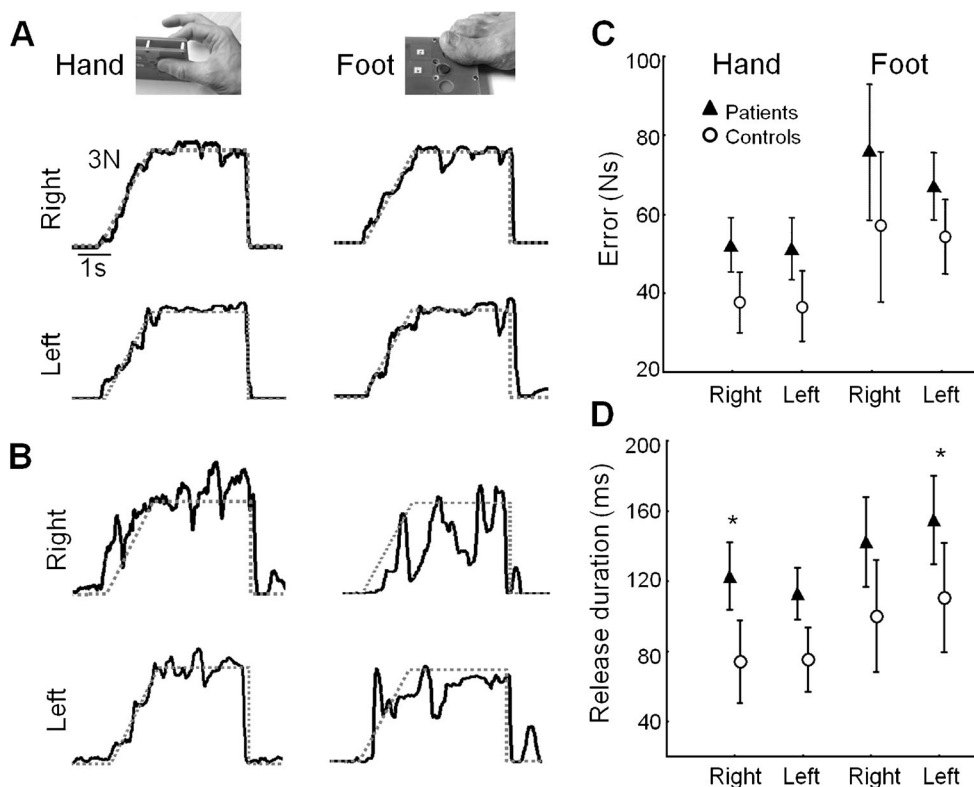 A
Hand
Foot
Right
3N
1s
Left
B
Right
Left
C
Hand
Foot
Patients
Controls
Error (Ns)
100
80
60
40
20
Right Left Right Left
D
Release duration (ms)
200
160
120
80
40
*
*
Right Left Right Left